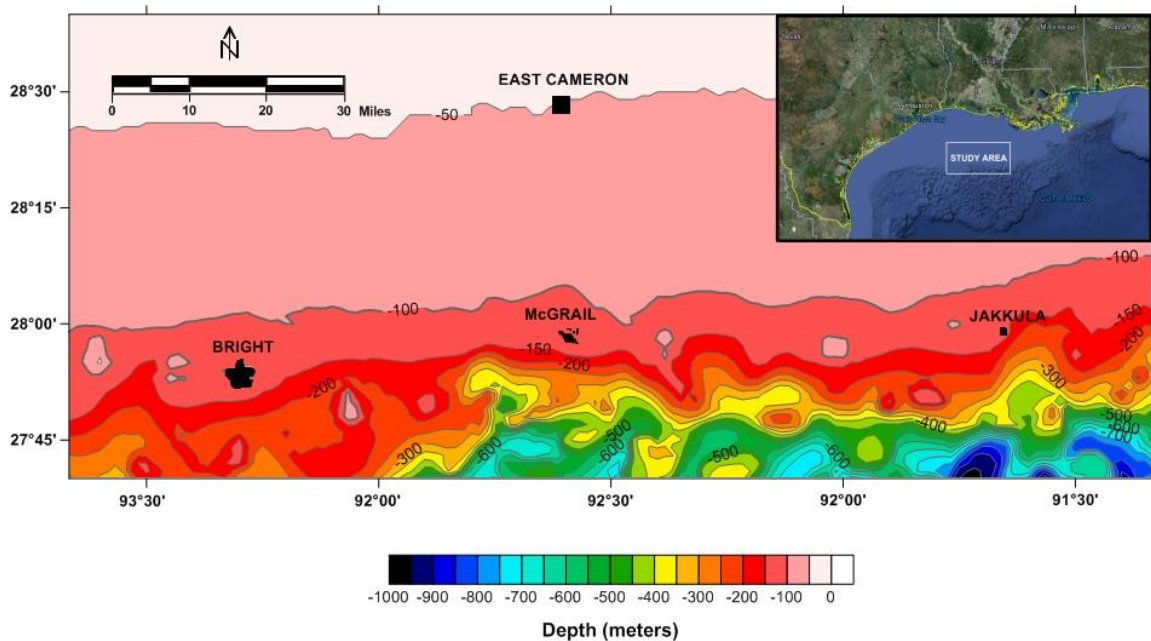 N
0 10 20 30 Miles
EAST CAMERON
28°30'
28°15'
28°00'
27°45'
-50
-100
-100
-150
-200
JAKKULA
McGRAIL
-150
-200
BRIGHT
-200
-300
-300
-400
-500
-600
-700
-600
-500
-600
-500
-600
93°30' 92°00' 92°30' 92°00' 91°30'
Mississippi
Alabama
Houston
STUDY AREA
-1000 -900 -800 -700 -600 -500 -400 -300 -200 -100 0
Depth (meters)